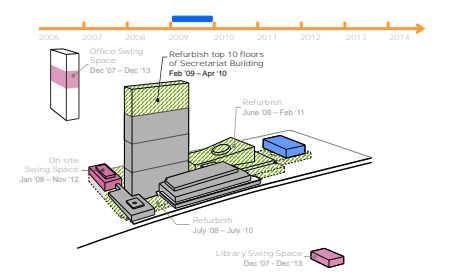 2006 2007 2008 2009 2010 2011 2012 2013 2014
Office Swing
Space
Dec '07 – Dec '13
Refurbish top 10 floors
of Secretariat Building
Feb '09 – Apr '10
Refurbish
June '08 – Feb '11
On site
Swing Space
Jan '08 – Nov '12
Refurbish
July '08 – July '10
Library Swing Space
Dec '07 - Dec '13